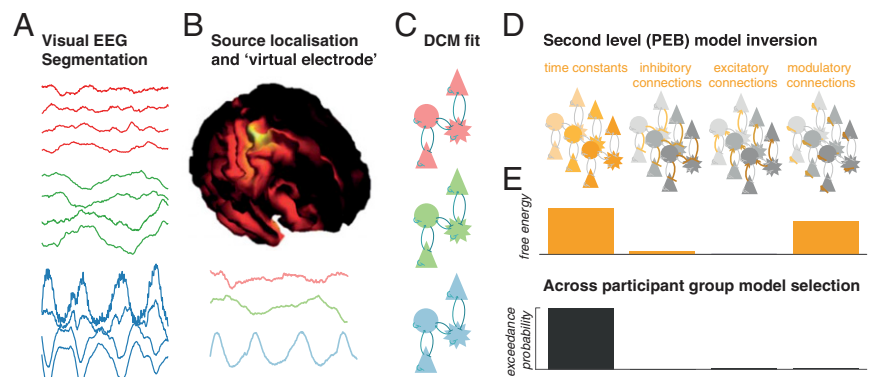 A
Visual EEG
Segmentation
B
Source localisation
and ‘virtual electrode’
C
DCM fit
D
Second level (PEB) model inversion
time constants
inhibitory
connections
excitatory
connections
modulatory
connections
E
free energy
Across participant group model selection
exceedance
probability